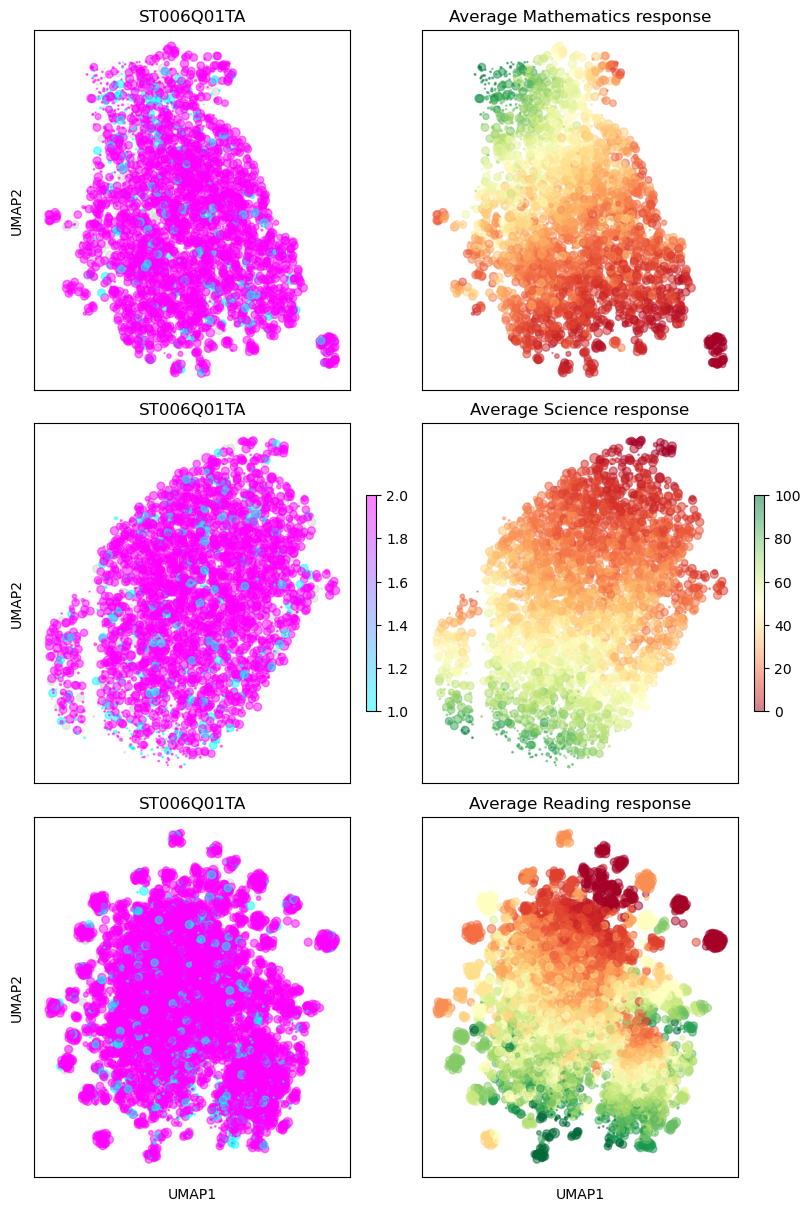 ST006Q01TA
Average Mathematics response
UMAP2
ST006Q01TA
Average Science response
UMAP2
2.0
1.8
1.6
1.4
1.2
1.0
100
80
60
40
20
0
ST006Q01TA
Average Reading response
UMAP2
UMAP1
UMAP1